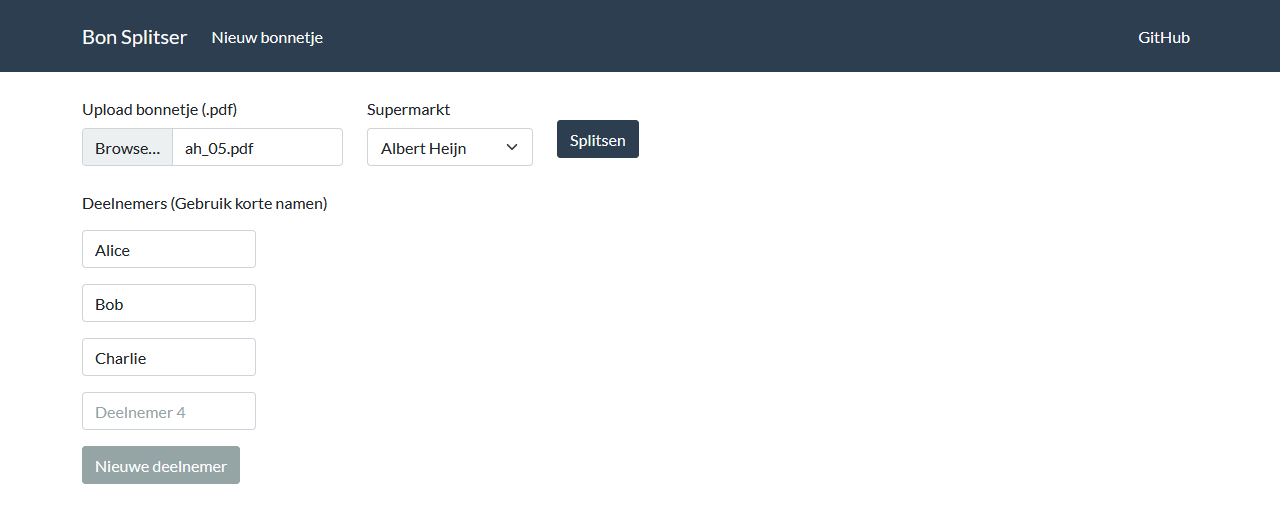 Bon Splitser Nieuw bonnetje GitHub
Upload bonnetje (.pdf) Supermarkt
Browse... ah_05.pdf Albert Heijn Splitsen
Deelnemers (Gebruik korte namen)
Alice
Bob
Charlie
Deelnemer 4
Nieuwe deelnemer